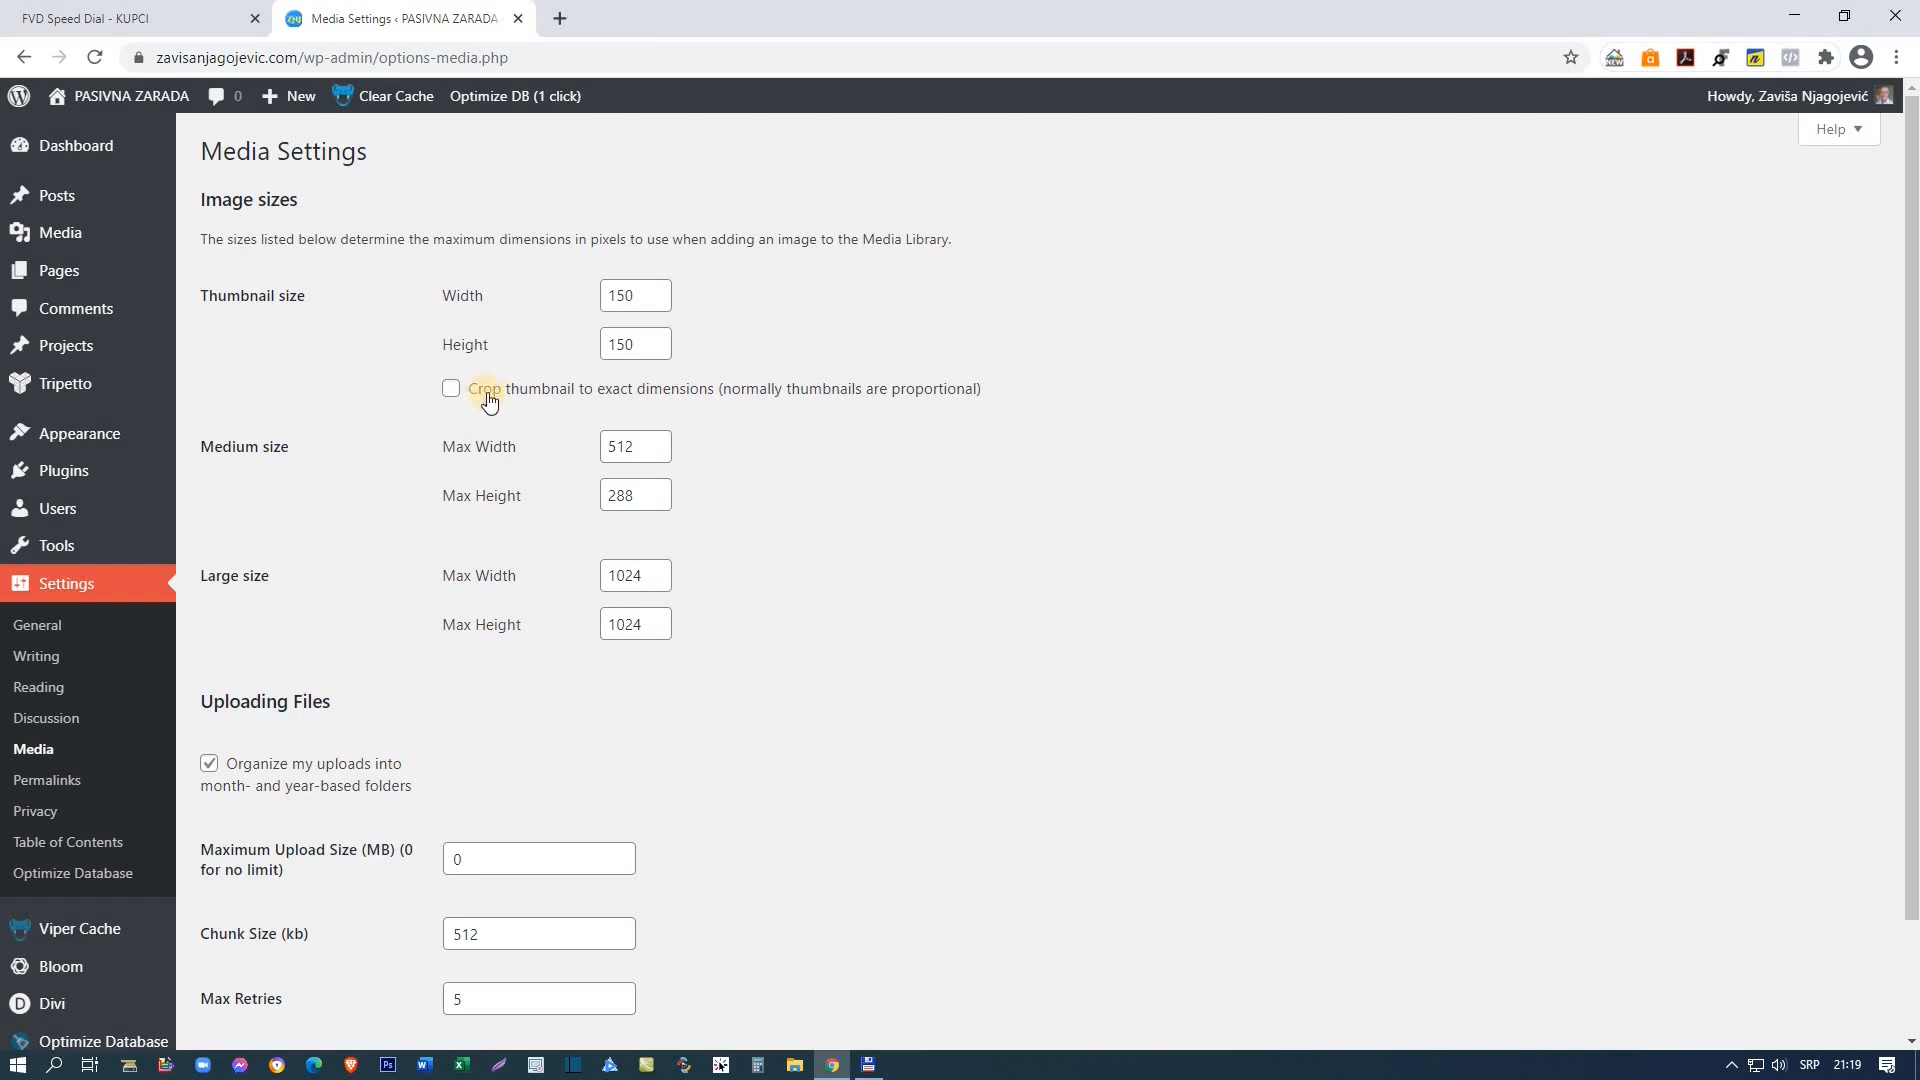 FVD Speed Dial - KUPCI
Media Settings ‹ PASIVNA ZARADA
zavisanjagojevic.com/wp-admin/options-media.php
PASIVNA ZARADA 0 New Clear Cache Optimize DB (1 click) Howdy, Zaviša Njagojević
Help
Dashboard
Posts
Media
Pages
Comments
Projects
Tripetto
Appearance
Plugins
Users
Tools
Settings
General
Writing
Reading
Discussion
Media
Permalinks
Privacy
Table of Contents
Optimize Database
Viper Cache
Bloom
Divi
Optimize Database
Media Settings
Image sizes
The sizes listed below determine the maximum dimensions in pixels to use when adding an image to the Media Library.
Thumbnail size Width 150
Height 150
Crop thumbnail to exact dimensions (normally thumbnails are proportional)
Medium size Max Width 512
Max Height 288
Large size Max Width 1024
Max Height 1024
Uploading Files
Organize my uploads into
month- and year-based folders
Maximum Upload Size (MB) (0
for no limit) 0
Chunk Size (kb) 512
Max Retries 5
SRP 21:19